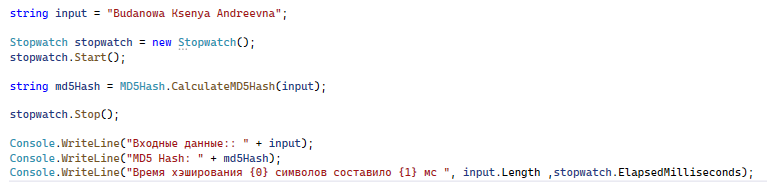 string input = "Budanowa Ksenya Andreevna";
Stopwatch stopwatch = new Stopwatch();
stopwatch.Start();
string md5Hash = MD5Hash.CalculateMD5Hash(input);
stopwatch.Stop();
Console.WriteLine("Входные данные:: " + input);
Console.WriteLine("MD5 Hash: " + md5Hash);
Console.WriteLine("Время хэширования {0} символов составило {1} мс ", input.Length ,stopwatch.ElapsedMilliseconds);